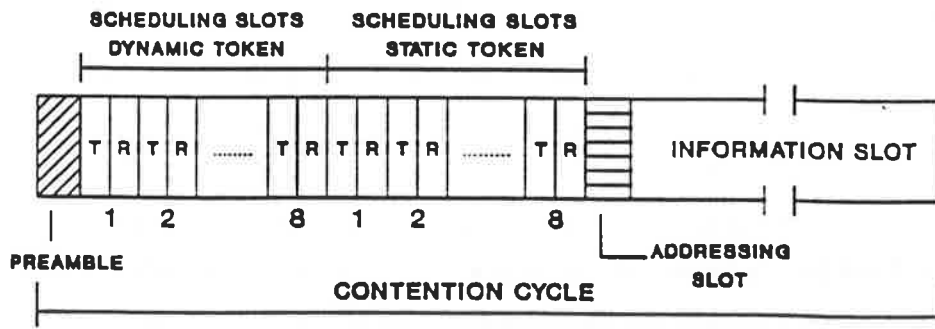 SCHEDULING SLOTS SCHEDULING SLOTS
DYNAMIC TOKEN STATIC TOKEN
T R T R ........ T R T R T R ........ T R INFORMATION SLOT
1 2 8 1 2 8
PREAMBLE
ADDRESSING
SLOT
CONTENTION CYCLE